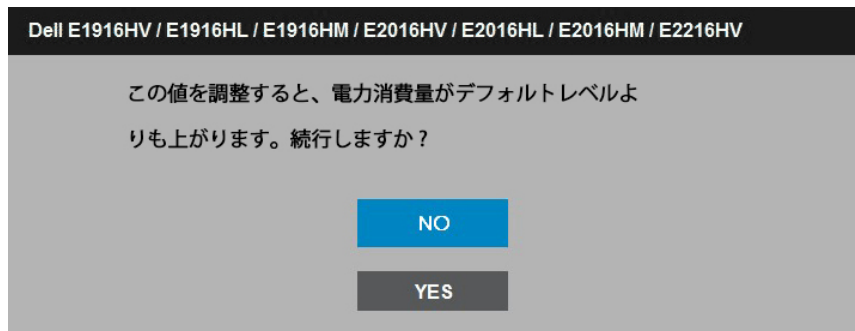 Dell E1916HV / E1916HL / E1916HM / E2016HV / E2016HL / E2016HM / E2216HV
この値を調整すると、電力消費量がデフォルトレベルよ
りも上がります。続行しますか？
NO
YES